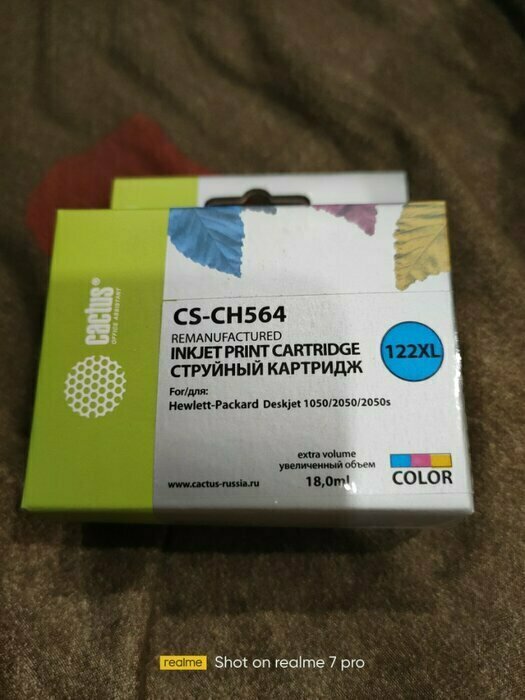 cactus®
OFFICE ASSISTANT
CS-CH564
REMANUFACTURED
INKJET PRINT CARTRIDGE
СТРУЙНЫЙ КАРТРИДЖ
122XL
For/для:
Hewlett-Packard Deskjet 1050/2050/2050s
extra volume
увеличенный объем
18,0ml
www.cactus-russia.ru
COLOR
realme Shot on realme 7 pro